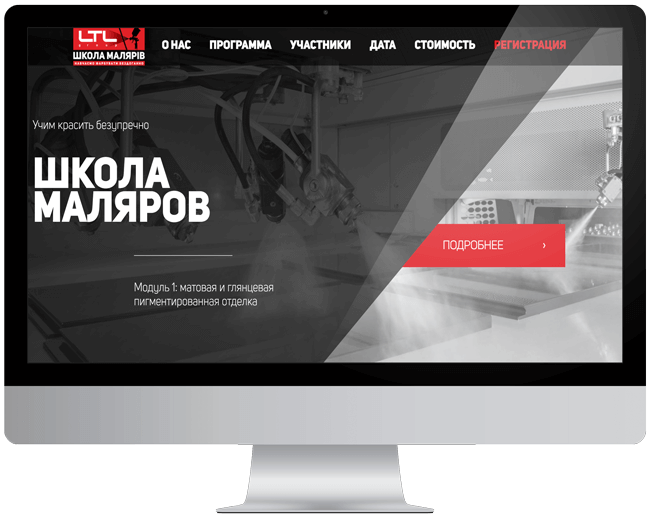 LTL
ШКОЛА МАЛЯРІВ
О НАС ПРОГРАММА УЧАСТНИКИ ДАТА СТОИМОСТЬ РЕГИСТРАЦИЯ
Учим красить безупречно
ШКОЛА
МАЛЯРОВ
ПОДРОБНЕЕ ›
Модуль 1: матовая и глянцевая
пигментированная отделка